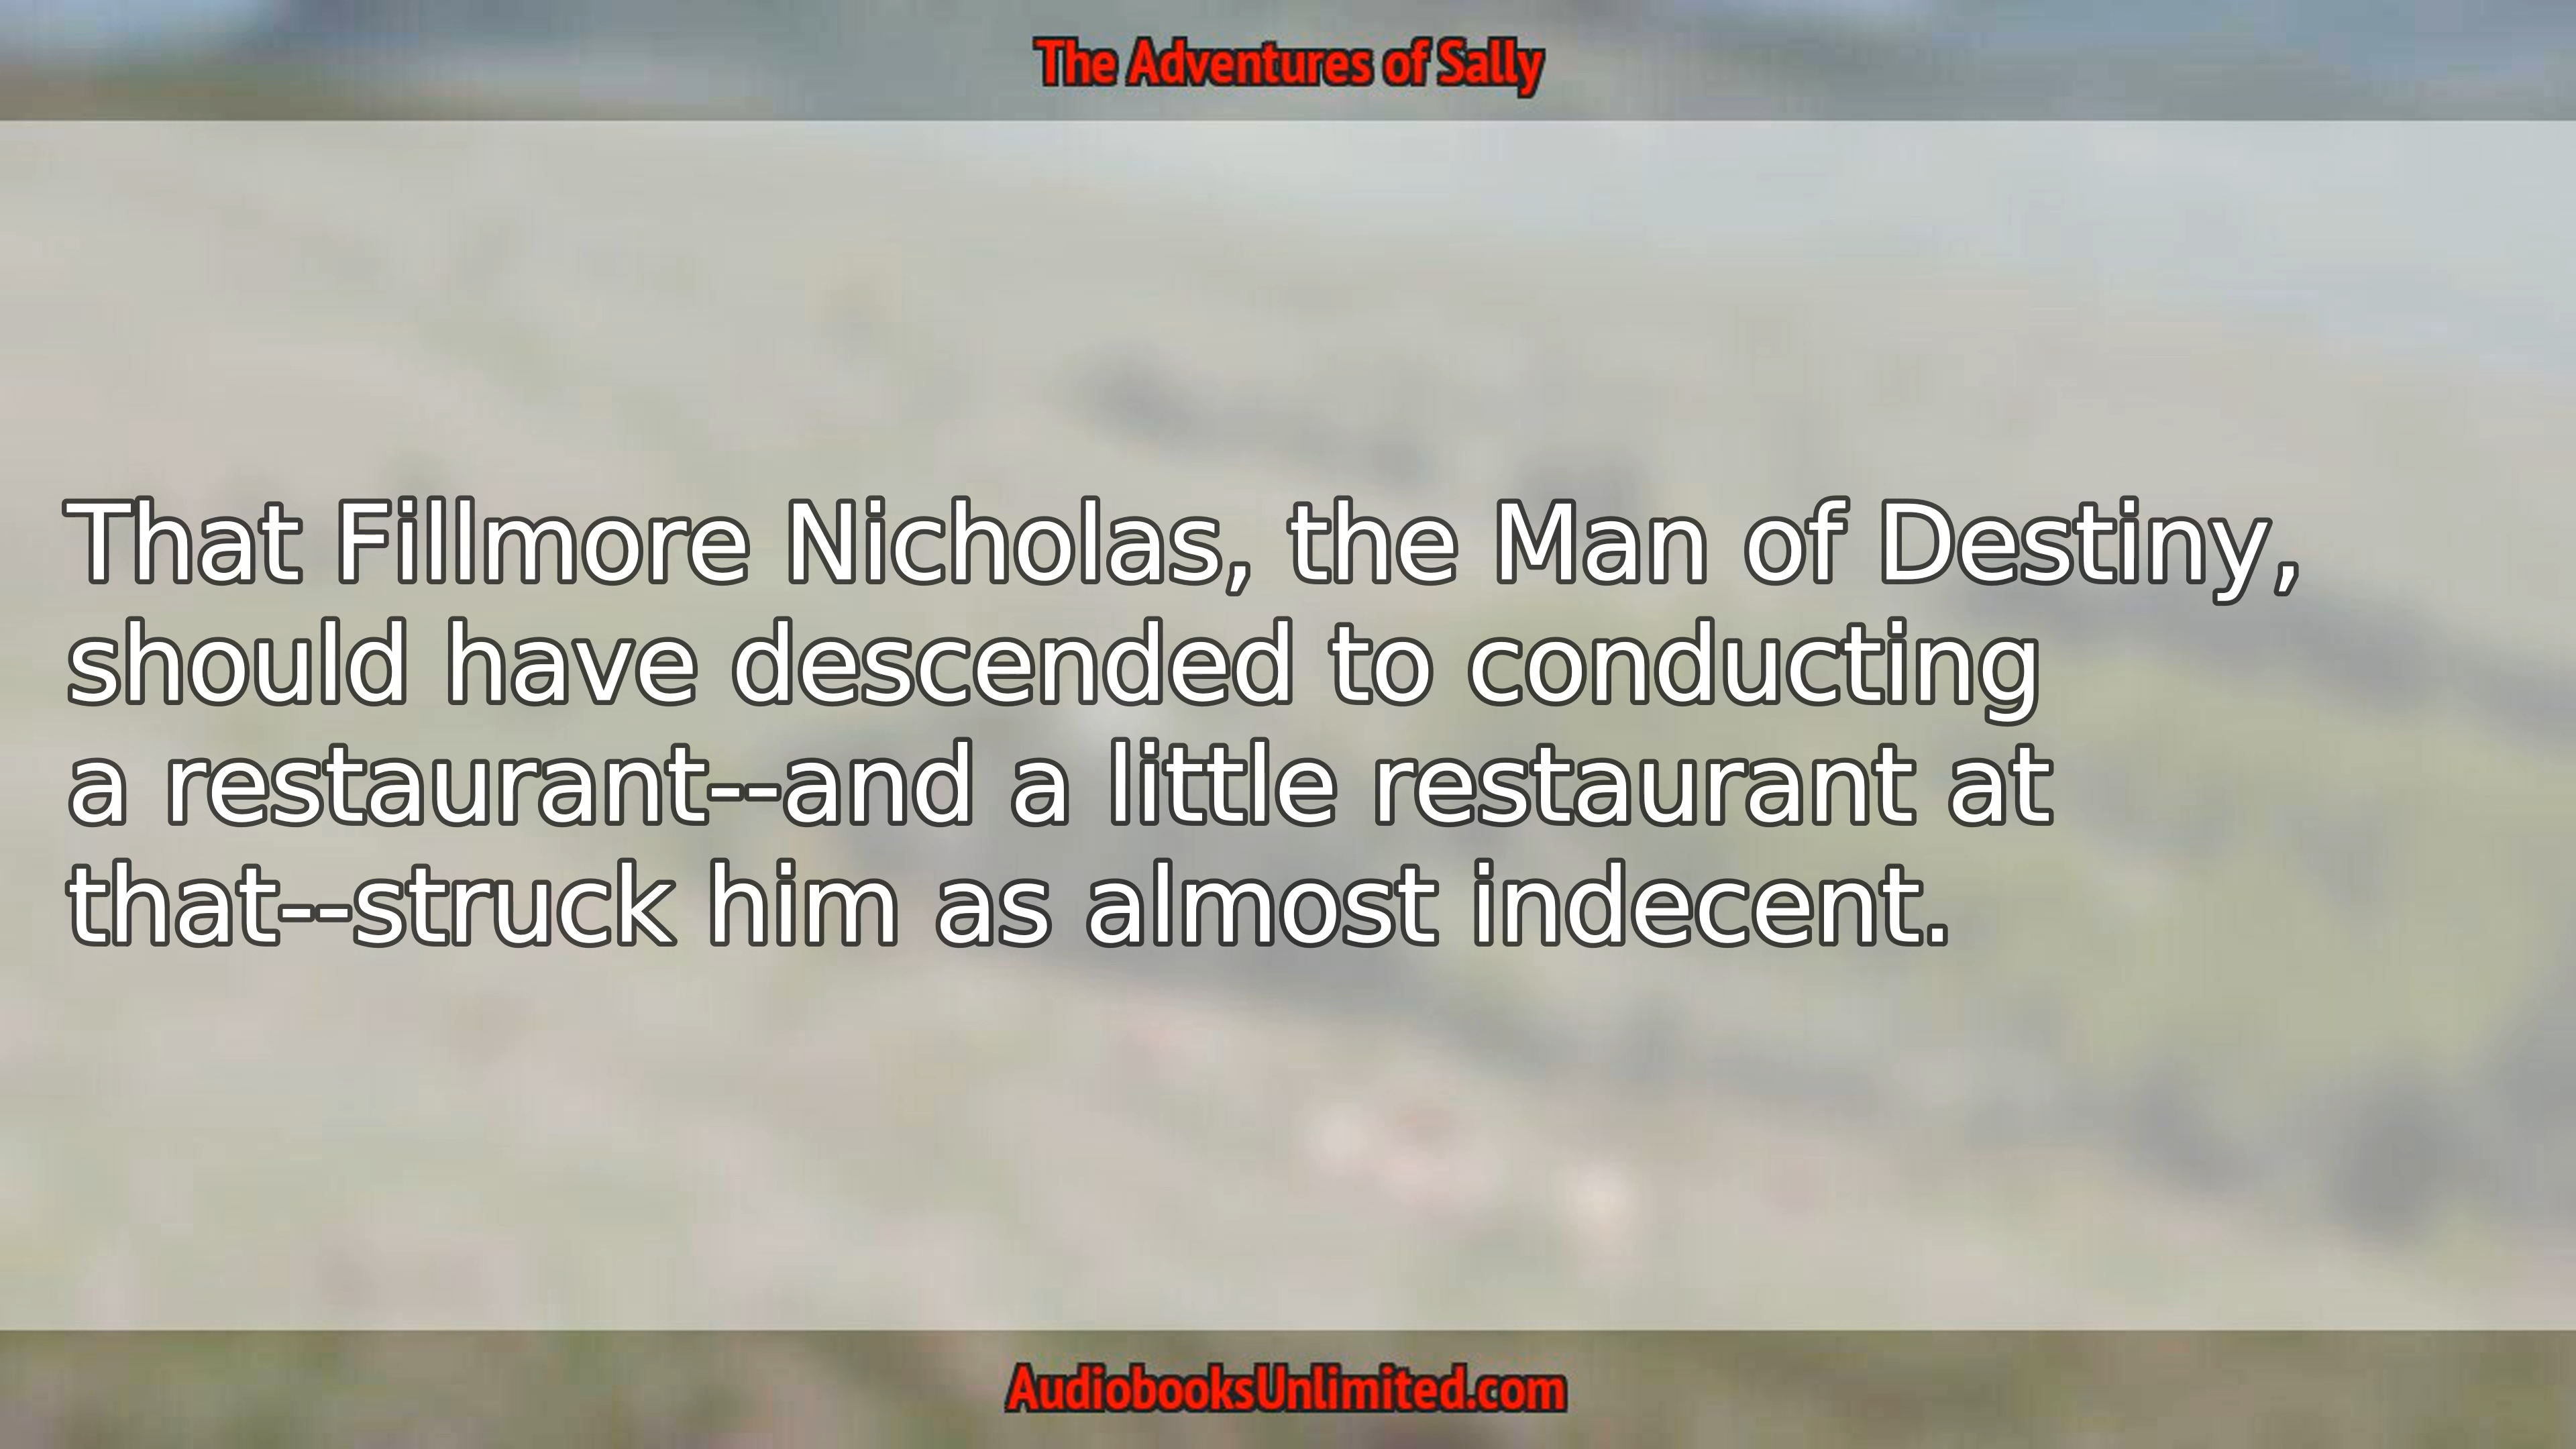 The Adventures of Sally
That Fillmore Nicholas, the Man of Destiny,
should have descended to conducting
a restaurant--and a little restaurant at
that--struck him as almost indecent.
AudiobooksUnlimited.com